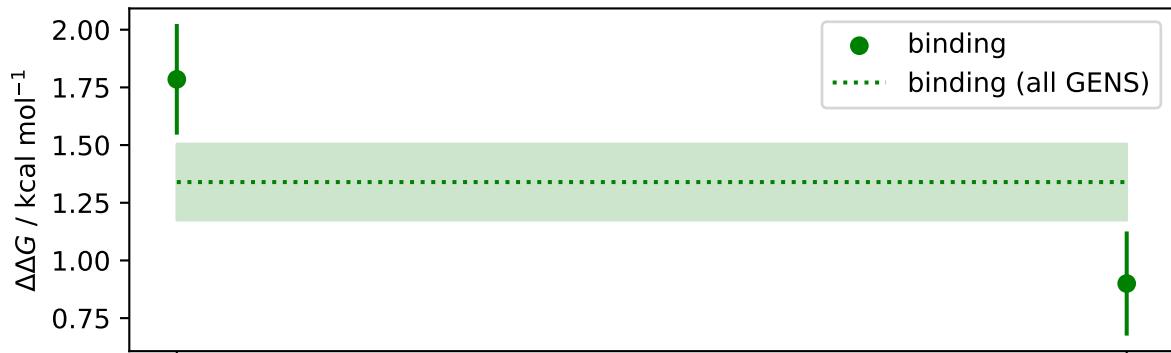 2.00
1.75
1.50
1.25
1.00
0.75
ΔΔG / kcal mol⁻¹
binding
binding (all GENS)